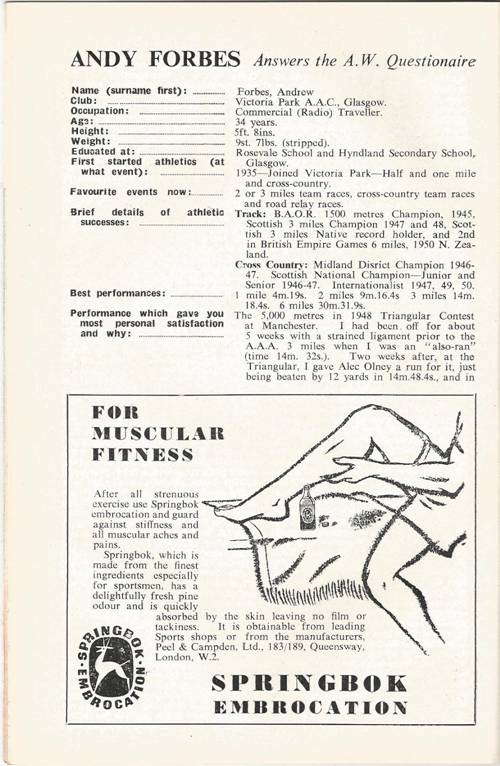 ANDY FORBES Answers the A.W. Questionaire
Name (surname first): ............ Forbes, Andrew
Club: ............ Victoria Park A.A.C., Glasgow.
Occupation: ............ Commercial (Radio) Traveller.
Age: ............ 34 years.
Height: ............ 5ft. 8ins.
Weight: ............ 9st. 7lbs. (stripped).
Educated at: ............ Rosevale School and Hyndland Secondary School, Glasgow.
First started athletics (at what event): ............ 1935—Joined Victoria Park—Half and one mile and cross-country.
Favourite events now: ............ 2 or 3 miles team races, cross-country team races and road relay races.
Brief details of athletic successes: ............ Track: B.A.O.R. 1500 metres Champion, 1945,
Scottish 3 miles Champion 1947 and 48, Scot-
tish 3 miles Native record holder, and 2nd
in British Empire Games 6 miles, 1950 N. Zea-
land.
Cross Country: Midland Disrict Champion 1946-
47. Scottish National Champion—Junior and
Senior 1946-47. Internationalist 1947, 49, 50.
Best performances: ............ 1 mile 4m.19s. 2 miles 9m.16.4s 3 miles 14m.
18.4s. 6 miles 30m.31.9s.
Performance which gave you most personal satisfaction and why: ............ The 5,000 metres in 1948 Triangular Contest
at Manchester. I had been off for about
5 weeks with a strained ligament prior to the
A.A.A. 3 miles when I was an "also-ran"
(time 14m. 32s.). Two weeks after, at the
Triangular, I gave Alec Olney a run for it, just
being beaten by 12 yards in 14m.48.4s., and in
FOR
MUSCULAR
FITNESS
After all strenuous
exercise use Springbok
embrocation and guard
against stiffness and
all muscular aches and
pains.
Springbok, which is
made from the finest
ingredients especially
for sportsmen, has a
delightfully fresh pine
odour and is quickly
absorbed by the skin leaving no film or
tackiness. It is obtainable from leading
Sports shops or from the manufacturers,
Peel & Campden, Ltd., 183/189, Queensway,
London, W.2.
SPRINGBOK
EMBROCATION
SPRINGBOK
EMBROCATION